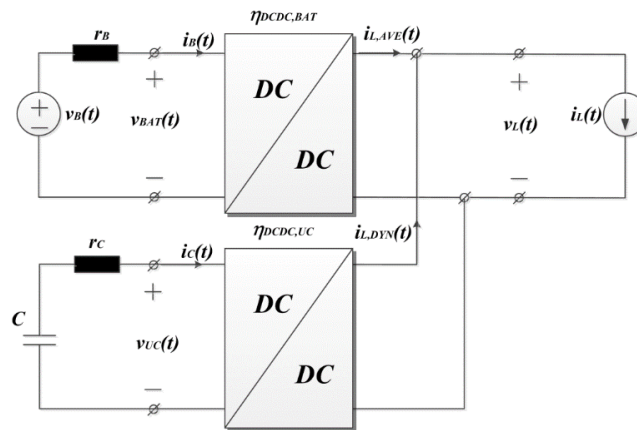 ηDCDC,BAT
rB
iB(t)
iL,AVE(t)
+
DC
+
+
−
vB(t)
vBAT(t)
vL(t)
iL(t)
DC
−
−
ηDCDC,UC
iL,DYN(t)
rC
iC(t)
+
DC
C
vUC(t)
DC
−